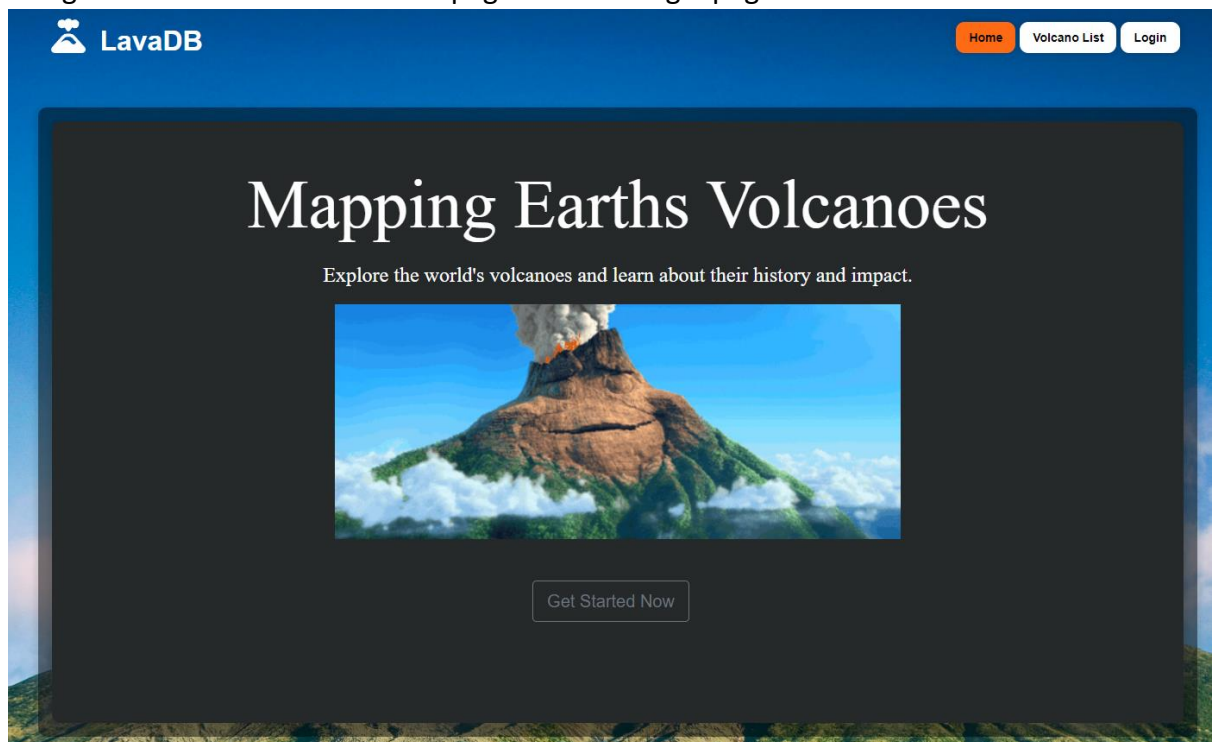 LavaDB
Home Volcano List Login
Mapping Earths Volcanoes
Explore the world's volcanoes and learn about their history and impact.
Get Started Now